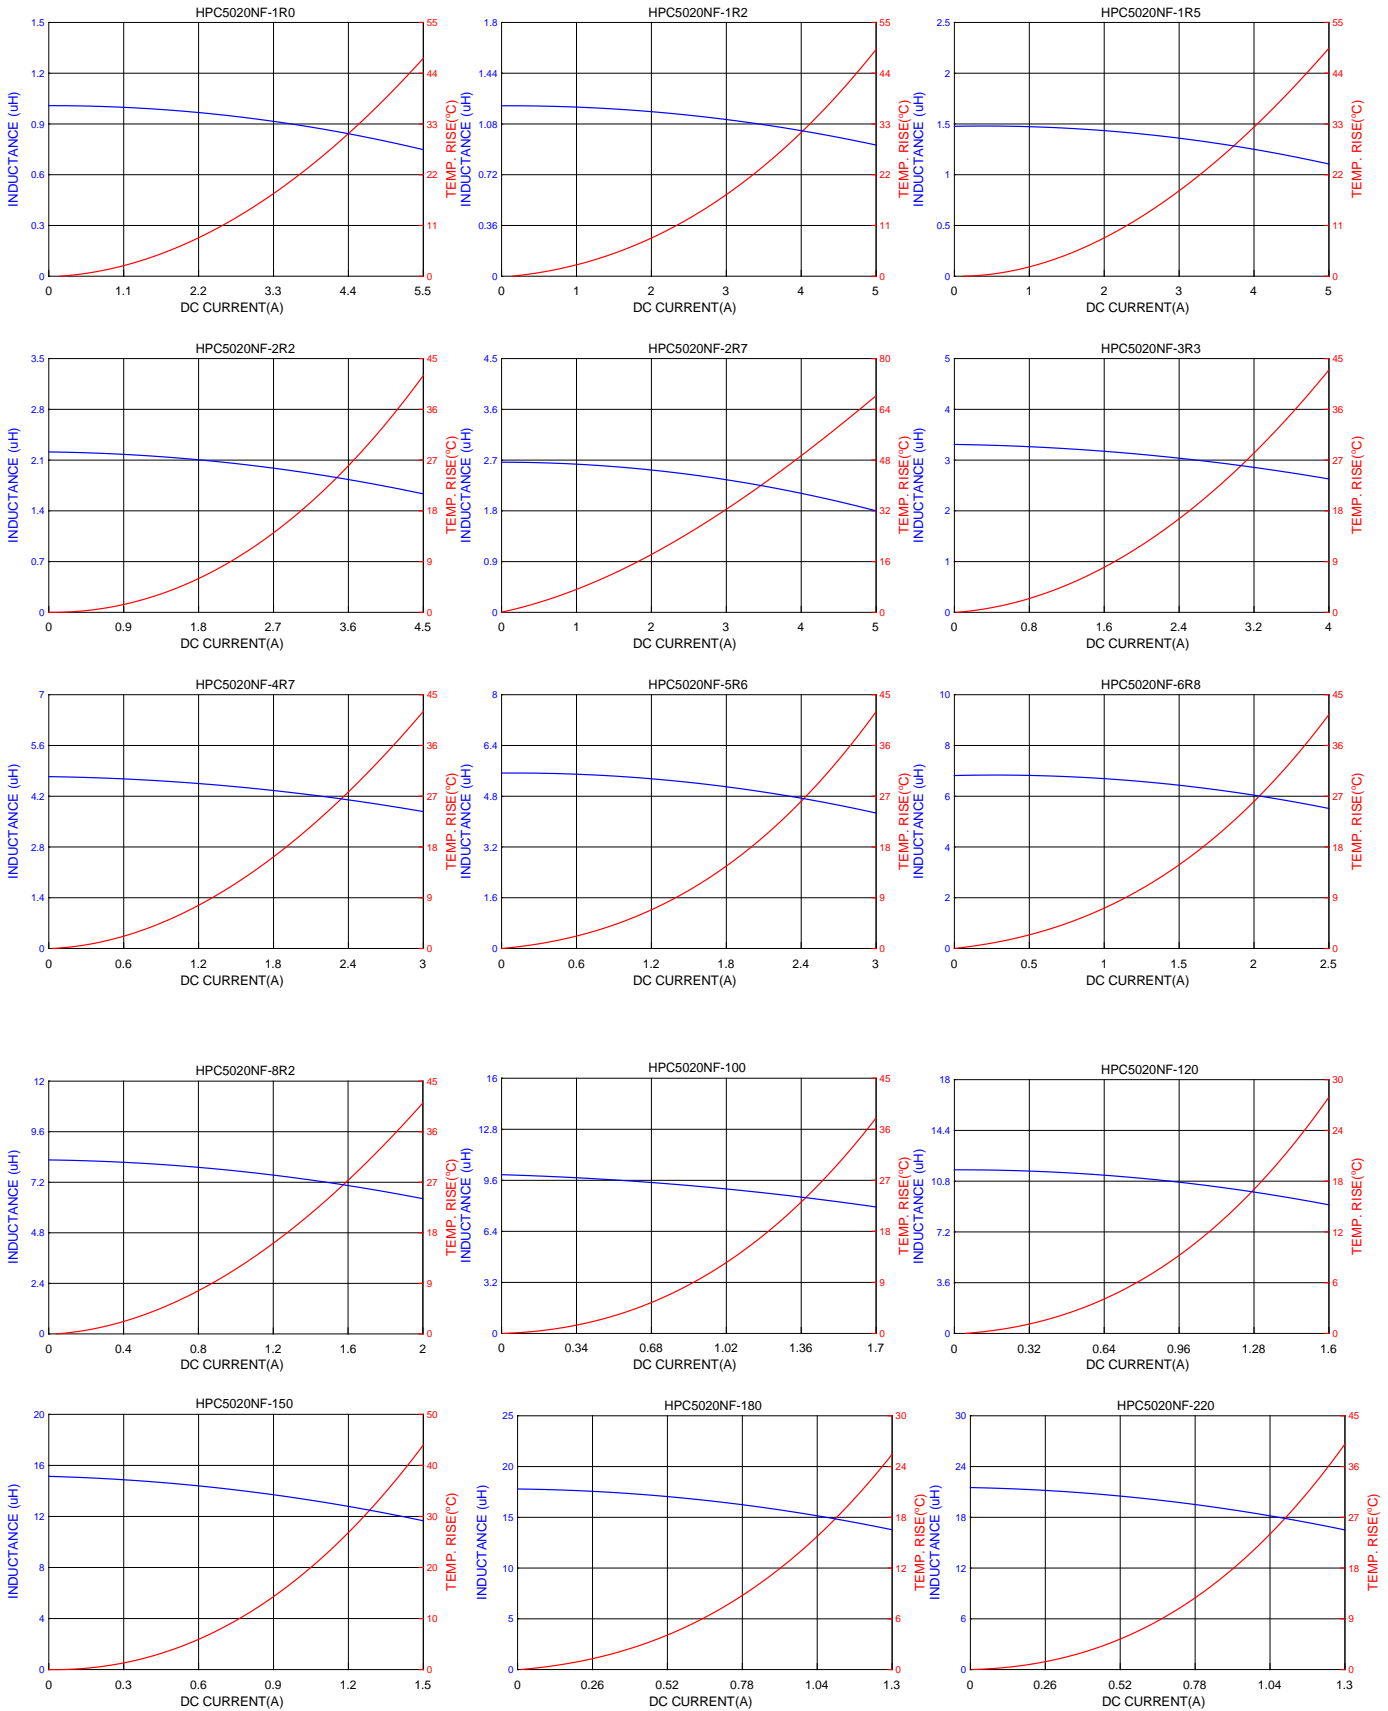 HPC5020NF-1R0
1.5
1.2
0.9
0.6
0.3
0
INDUCTANCE (uH)
55
44
33
22
11
0
TEMP. RISE(°C)
0 1.1 2.2 3.3 4.4 5.5
DC CURRENT(A)
HPC5020NF-1R2
1.8
1.44
1.08
0.72
0.36
0
INDUCTANCE (uH)
55
44
33
22
11
0
TEMP. RISE(°C)
0 1 2 3 4 5
DC CURRENT(A)
HPC5020NF-1R5
2.5
2
1.5
1
0.5
0
INDUCTANCE (uH)
55
44
33
22
11
0
TEMP. RISE(°C)
0 1 2 3 4 5
DC CURRENT(A)
HPC5020NF-2R2
3.5
2.8
2.1
1.4
0.7
0
INDUCTANCE (uH)
45
36
27
18
9
0
TEMP. RISE(°C)
0 0.9 1.8 2.7 3.6 4.5
DC CURRENT(A)
HPC5020NF-2R7
4.5
3.6
2.7
1.8
0.9
0
INDUCTANCE (uH)
80
64
48
32
16
0
TEMP. RISE(°C)
0 1 2 3 4 5
DC CURRENT(A)
HPC5020NF-3R3
5
4
3
2
1
0
INDUCTANCE (uH)
45
36
27
18
9
0
TEMP. RISE(°C)
0 0.8 1.6 2.4 3.2 4
DC CURRENT(A)
HPC5020NF-4R7
7
5.6
4.2
2.8
1.4
0
INDUCTANCE (uH)
45
36
27
18
9
0
TEMP. RISE(°C)
0 0.6 1.2 1.8 2.4 3
DC CURRENT(A)
HPC5020NF-5R6
8
6.4
4.8
3.2
1.6
0
INDUCTANCE (uH)
45
36
27
18
9
0
TEMP. RISE(°C)
0 0.6 1.2 1.8 2.4 3
DC CURRENT(A)
HPC5020NF-6R8
10
8
6
4
2
0
INDUCTANCE (uH)
45
36
27
18
9
0
TEMP. RISE(°C)
0 0.5 1 1.5 2 2.5
DC CURRENT(A)
HPC5020NF-8R2
12
9.6
7.2
4.8
2.4
0
INDUCTANCE (uH)
45
36
27
18
9
0
TEMP. RISE(°C)
0 0.4 0.8 1.2 1.6 2
DC CURRENT(A)
HPC5020NF-100
16
12.8
9.6
6.4
3.2
0
INDUCTANCE (uH)
45
36
27
18
9
0
TEMP. RISE(°C)
0 0.34 0.68 1.02 1.36 1.7
DC CURRENT(A)
HPC5020NF-120
18
14.4
10.8
7.2
3.6
0
INDUCTANCE (uH)
30
24
18
12
6
0
TEMP. RISE(°C)
0 0.32 0.64 0.96 1.28 1.6
DC CURRENT(A)
HPC5020NF-150
20
16
12
8
4
0
INDUCTANCE (uH)
50
40
30
20
10
0
TEMP. RISE(°C)
0 0.3 0.6 0.9 1.2 1.5
DC CURRENT(A)
HPC5020NF-180
25
20
15
10
5
0
INDUCTANCE (uH)
30
24
18
12
6
0
TEMP. RISE(°C)
0 0.26 0.52 0.78 1.04 1.3
DC CURRENT(A)
HPC5020NF-220
30
24
18
12
6
0
INDUCTANCE (uH)
45
36
27
18
9
0
TEMP. RISE(°C)
0 0.26 0.52 0.78 1.04 1.3
DC CURRENT(A)